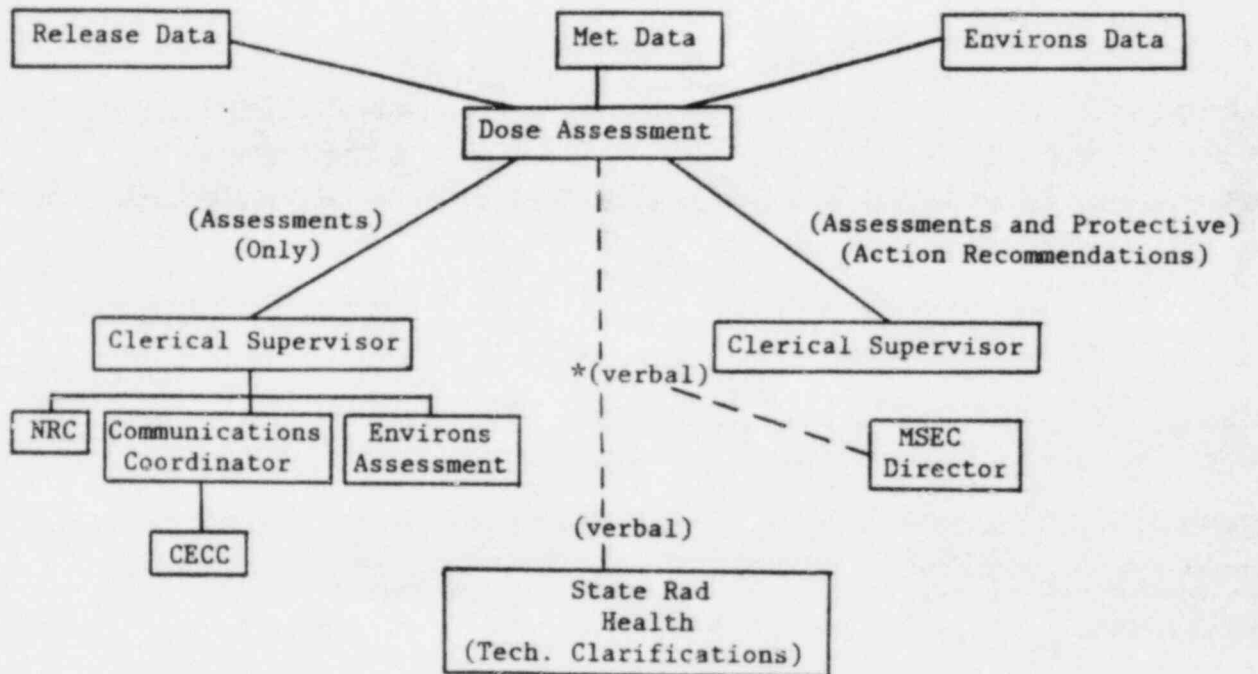 Release Data
Met Data
Environs Data
Dose Assessment
(Assessments)
(Only)
(Assessments and Protective)
(Action Recommendations)
Clerical Supervisor
Clerical Supervisor
*(verbal)
NRC
Communications
Coordinator
Environs
Assessment
MSEC
Director
CECC
(verbal)
State Rad
Health
(Tech. Clarifications)